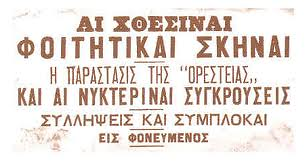 ΑΙ ΧΘΕΣΙΝΑΙ
ΦΟΙΤΗΤΙΚΑΙ ΣΚΗΝΑΙ
Η ΠΑΡΑΣΤΑΣΙΣ ΤΗΣ "ΟΡΕΣΤΕΙΑΣ,,
ΚΑΙ ΑΙ ΝΥΚΤΕΡΙΝΑΙ ΣΥΓΚΡΟΥΣΕΙΣ
ΣΥΛΛΗΨΕΙΣ ΚΑΙ ΣΥΜΠΛΟΚΑΙ
ΕΙΣ ΦΟΝΕΥΜΕΝΟΣ